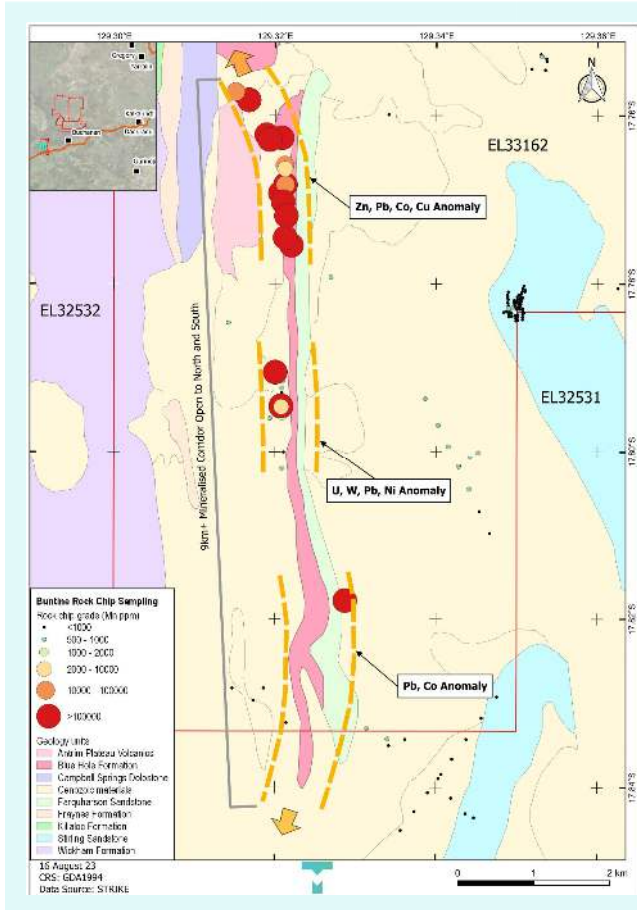 129.30°E
129.32°E
129.34°E
129.36°E
N
17.76°S
EL33162
Zn, Pb, Co, Cu Anomaly
17.78°S
EL32532
EL32531
9km+ Mineralised Corridor Open to North and South
17.80°S
U, W, Pb, Ni Anomaly
17.82°S
Pb, Co Anomaly
17.84°S
Buntine Rock Chip Sampling
Rock chip grade (Mn ppm)
<1000
500 - 1000
1000 - 2000
2000 - 10000
10000 - 100000
>100000
Geology units
Antrim Plateau Volcanics
Blue Hole Formation
Campbell Springs Dolostone
Cenozoic materials
Farquharson Sandstone
Fraynes Formation
Killaloe Formation
Stirling Sandstone
Wickham Formation
16 August 23
CRS: GDA1994
Data Source: STRIKE
0 1 2 km